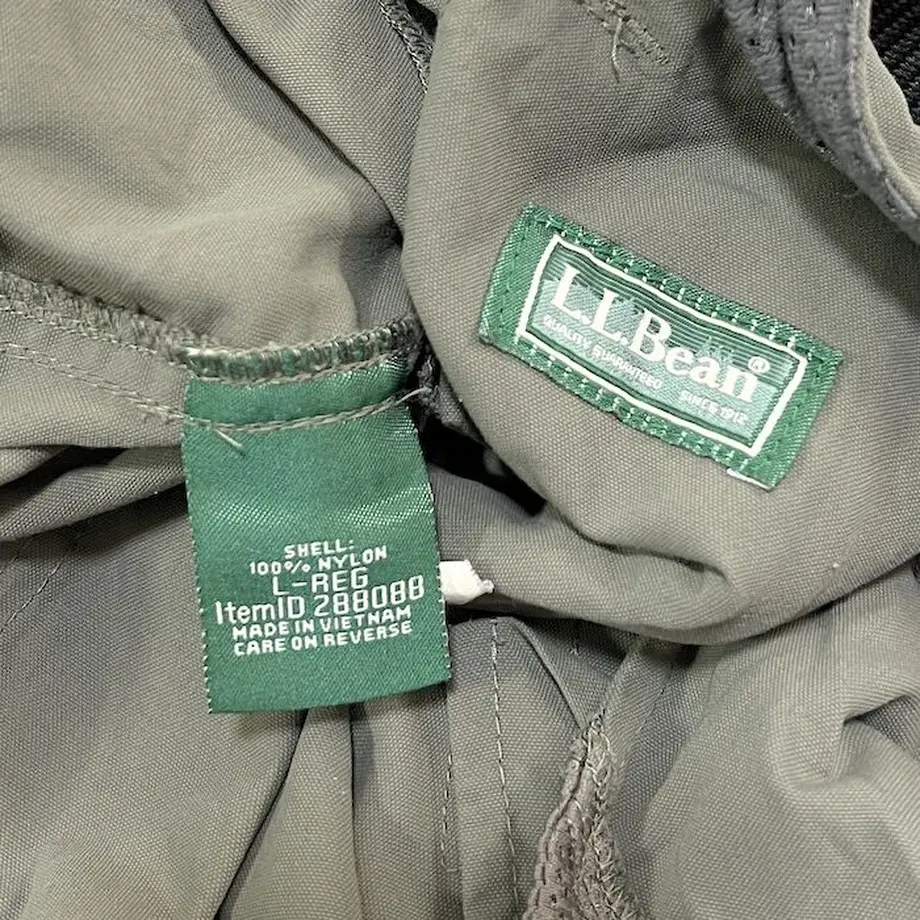 L.L.Bean®
QUALITY GUARANTEED
SINCE 1912
SHELL:
100% NYLON
L-REG
ItemID 288088
MADE IN VIETNAM
CARE ON REVERSE